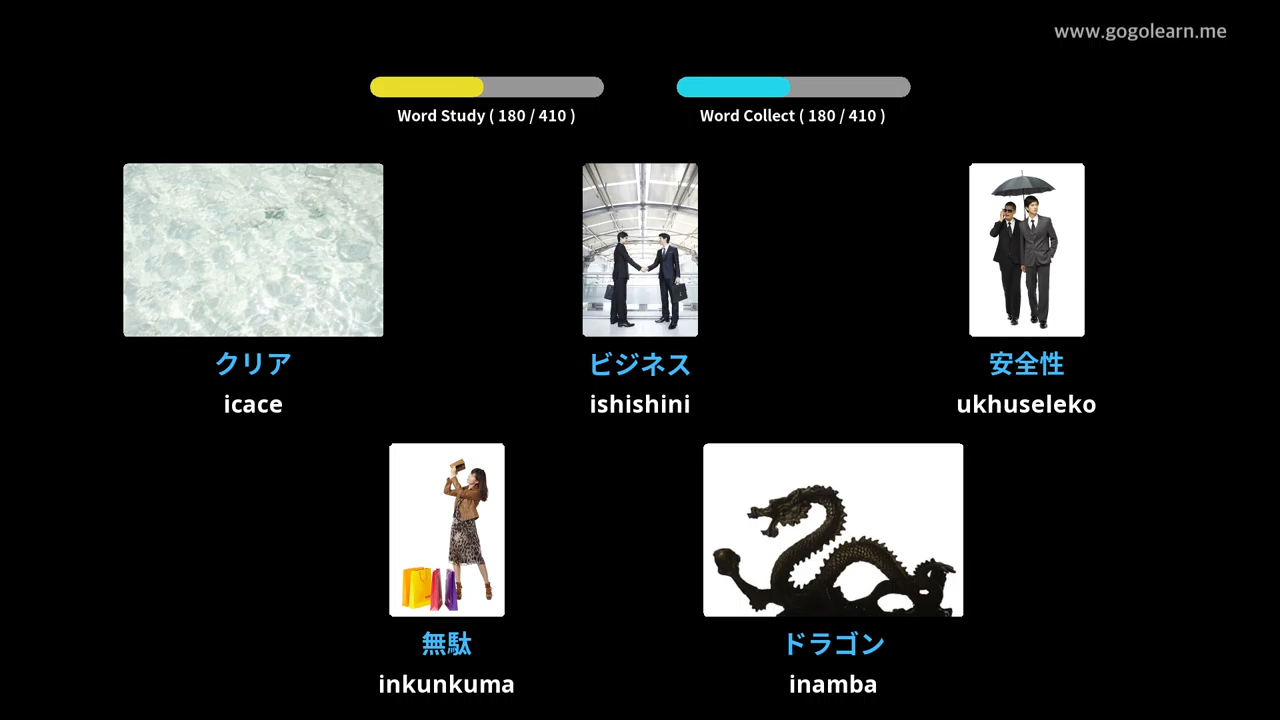 www.gogolearn.me
Word Study ( 180 / 410 )
Word Collect ( 180 / 410 )
クリア
icace
ビジネス
ishishini
安全性
ukhuseleko
無駄
inkunkuma
ドラゴン
inamba